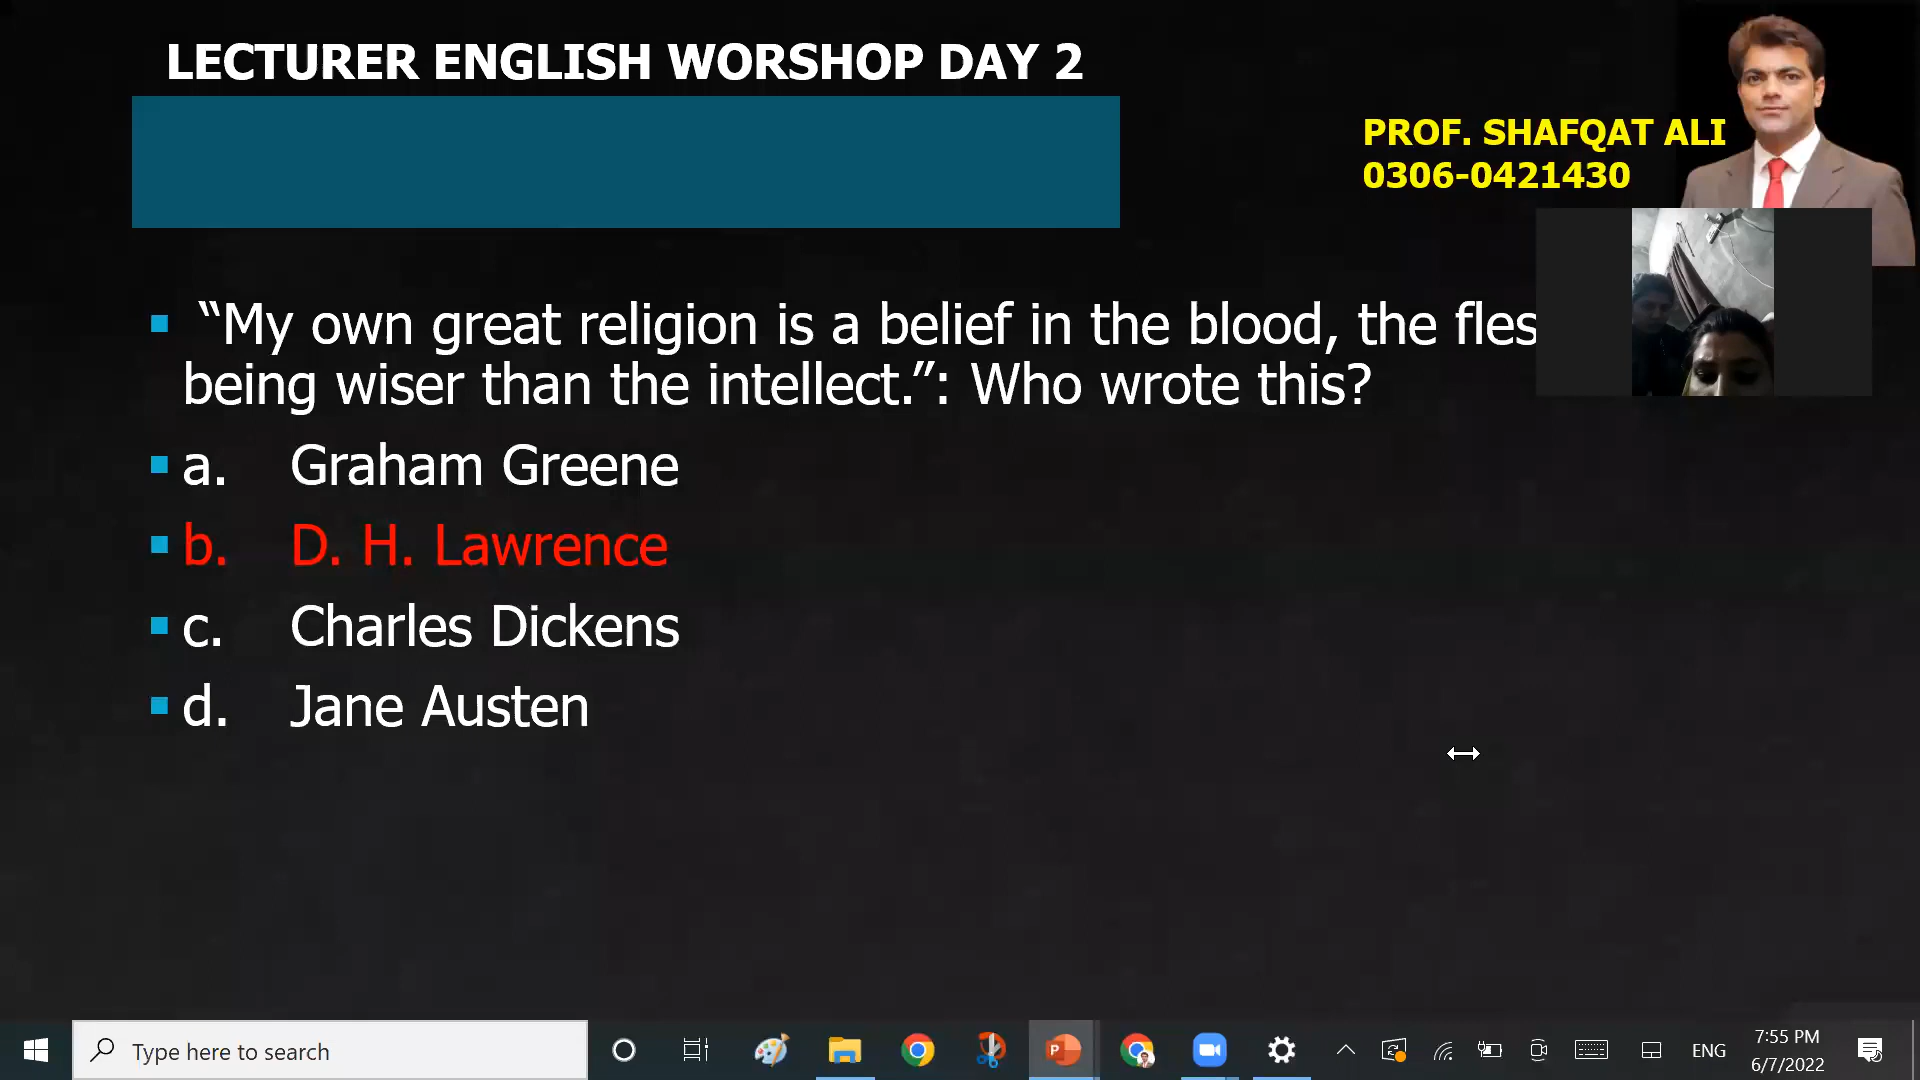 LECTURER ENGLISH WORSHOP DAY 2
PROF. SHAFQAT ALI
0306-0421430
“My own great religion is a belief in the blood, the fles
being wiser than the intellect.”: Who wrote this?
a. Graham Greene
b. D. H. Lawrence
c. Charles Dickens
d. Jane Austen
Type here to search
ENG
7:55 PM
6/7/2022